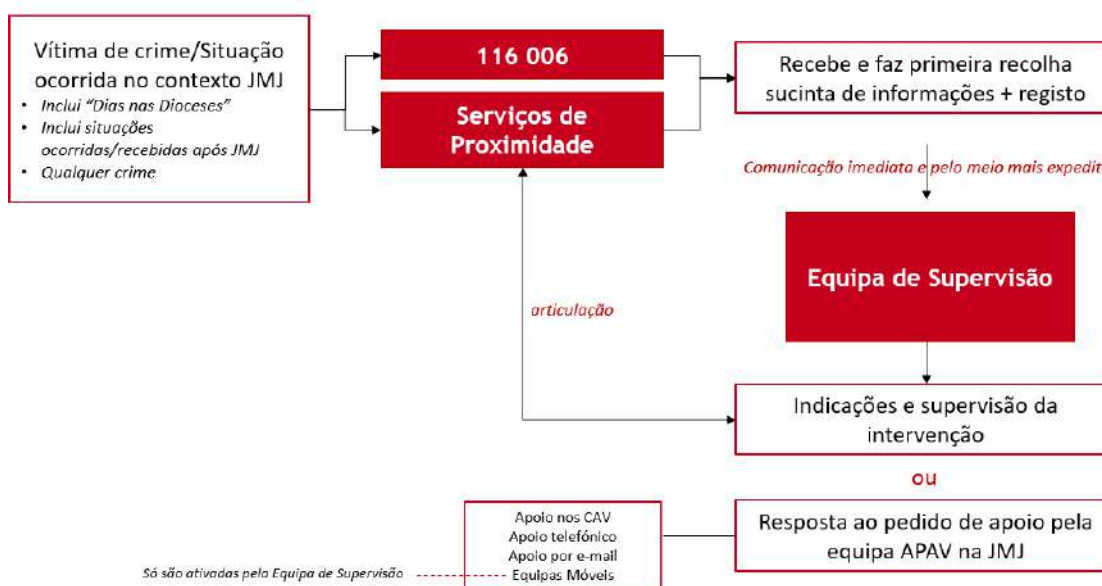 Vítima de crime/Situação
ocorrida no contexto JMJ
• Inclui “Dias nas Dioceses”
• Inclui situações
ocorridas/recebidas após JMJ
• Qualquer crime
116 006
Serviços de
Proximidade
Recebe e faz primeira recolha
sucinta de informações + registo
Comunicação imediata e pelo meio mais expedit
Equipa de Supervisão
articulação
Indicações e supervisão da
intervenção
ou
Resposta ao pedido de apoio pela
equipa APAV na JMJ
Apoio nos CAV
Apoio telefónico
Apoio por e-mail
Equipas Móveis
Só são ativadas pela Equipa de Supervisão